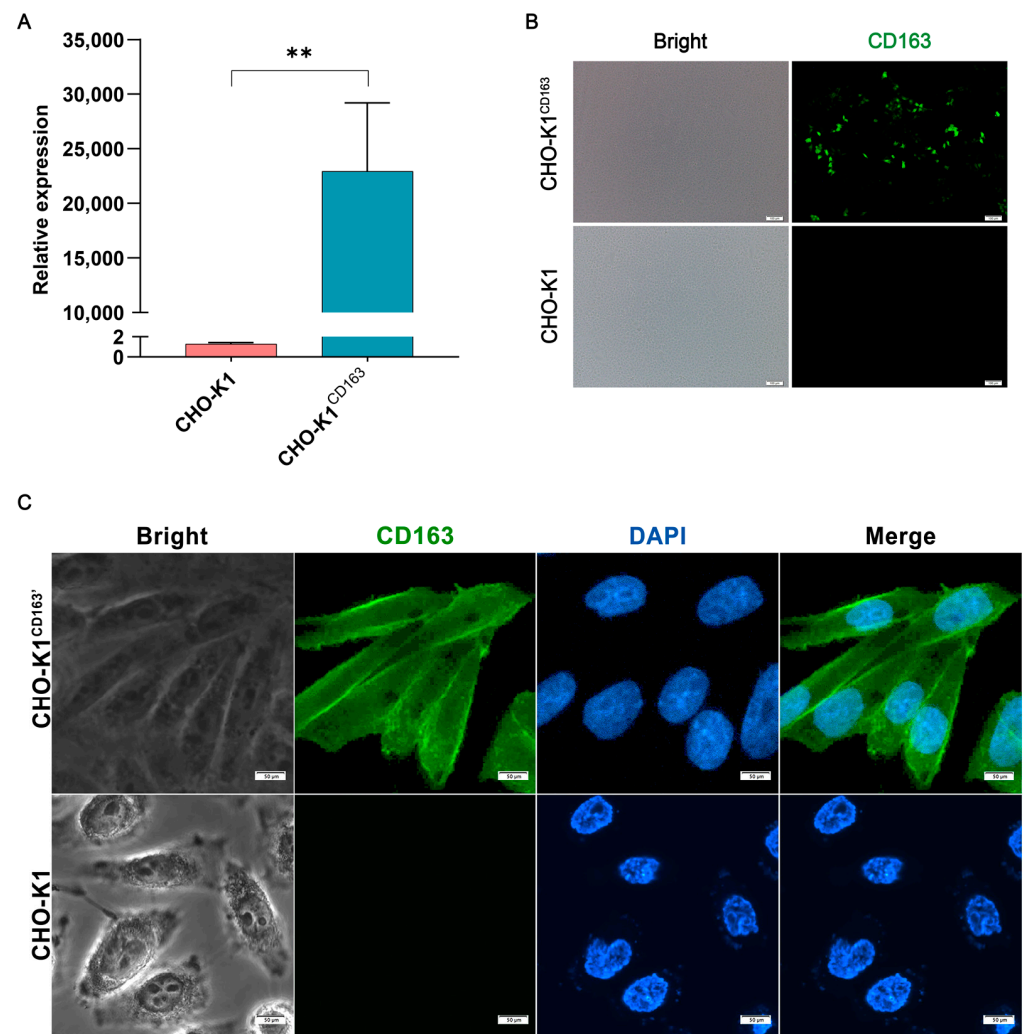 A
35,000
30,000
25,000
20,000
15,000
10,000
2
0
Relative expression
**
CHO-K1
CHO-K1CD163
B
Bright CD163
CHO-K1CD163
CHO-K1
C
Bright CD163 DAPI Merge
CHO-K1CD163’
50 μm 50 μm 50 μm 50 μm
CHO-K1
50 μm 50 μm 50 μm 50 μm